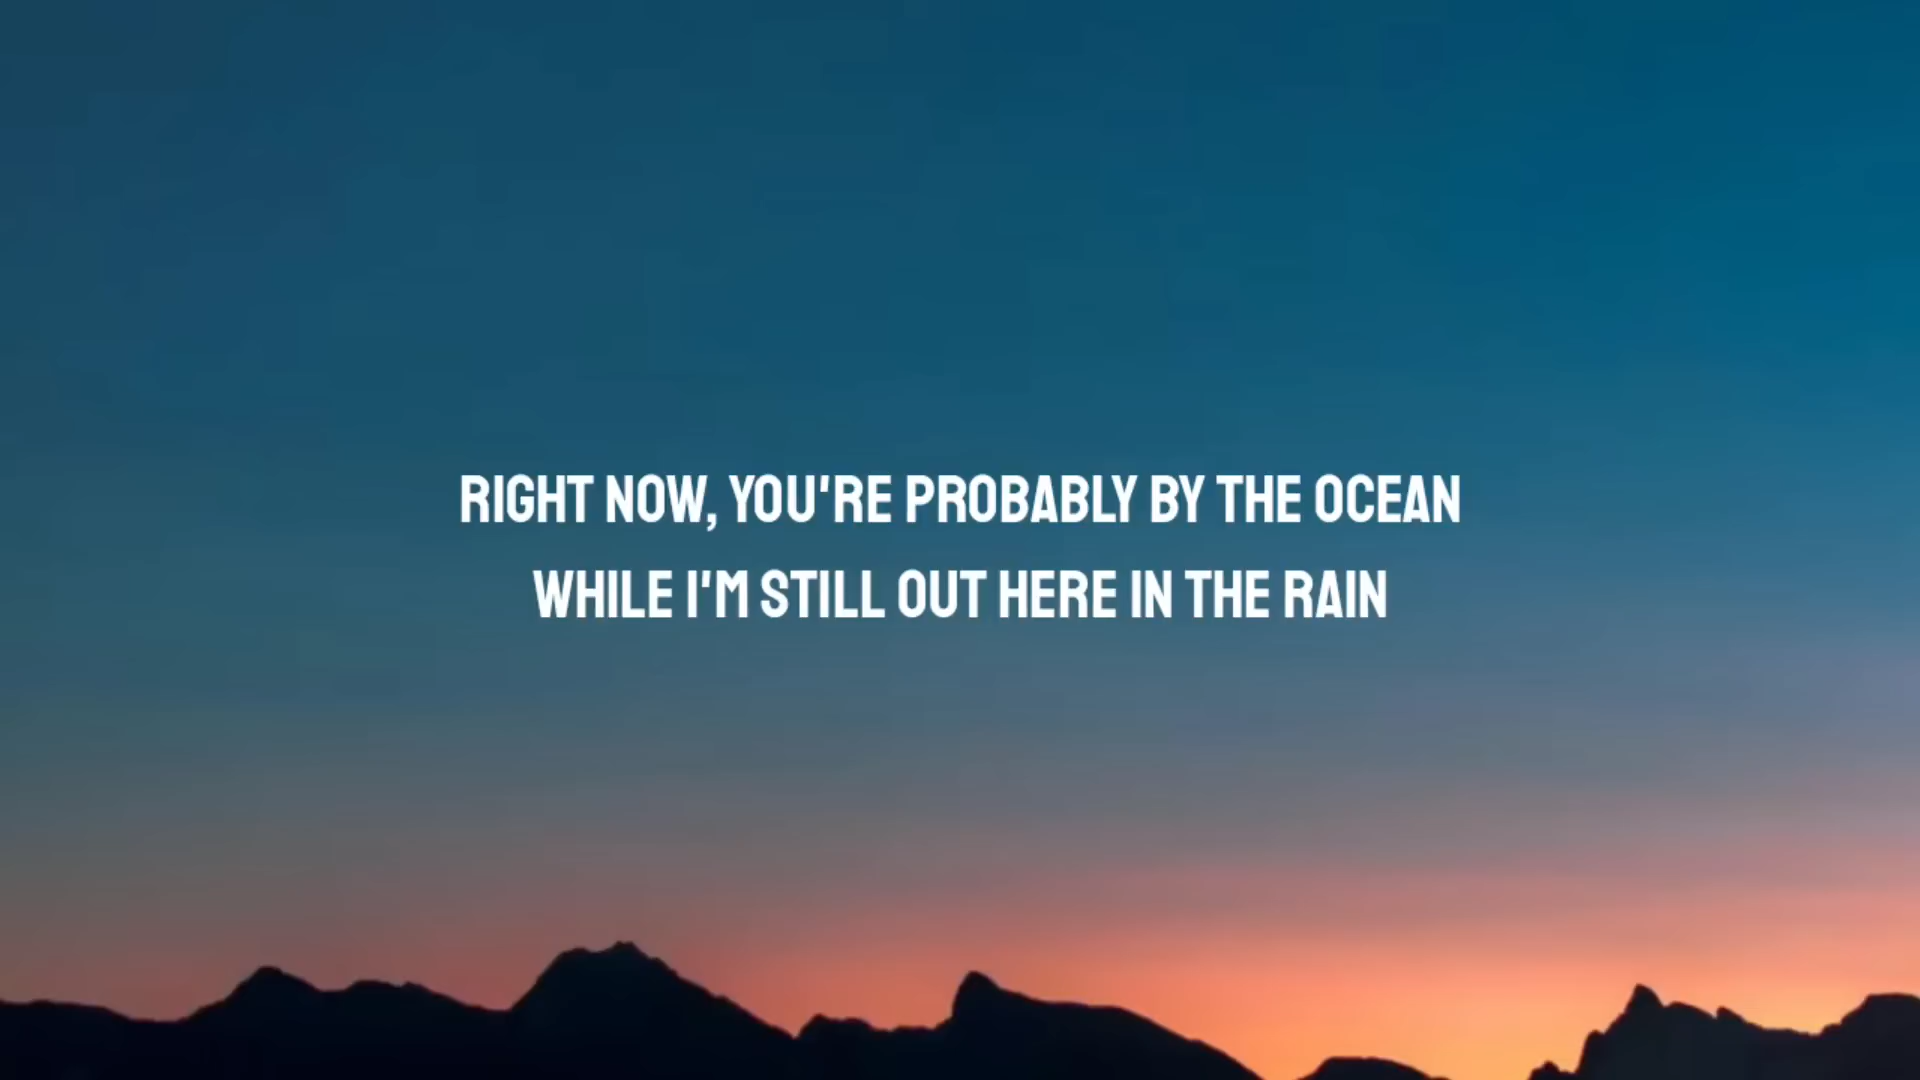 RIGHT NOW, YOU'RE PROBABLY BY THE OCEAN
WHILE I'M STILL OUT HERE IN THE RAIN